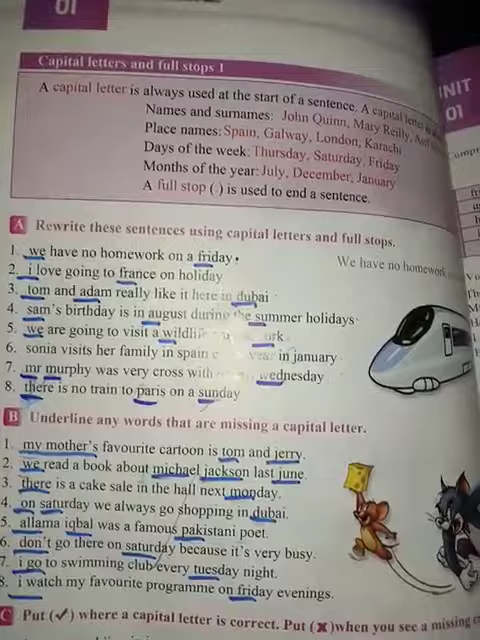 01
Capital letters and full stops 1
A capital letter is always used at the start of a sentence. A capital letter
Names and surnames: John Quinn, Mary Reilly,
Place names: Spain, Galway, London, Karachi
Days of the week: Thursday, Saturday, Friday
Months of the year: July, December, January
A full stop ( ) is used to end a sentence.
UNIT
01
A Rewrite these sentences using capital letters and full stops.
1. we have no homework on a friday.
We have no homework
2. i love going to france on holiday
3. tom and adam really like it here in dubai
4. sam's birthday is in august during the summer holidays
5. we are going to visit a
6. sonia visits her family in spain year in january
7. mr murphy was very cross with wednesday
8. there is no train to paris on a sunday
B Underline any words that are missing a capital letter.
1. my mother's favourite cartoon is tom and jerry.
2. we read a book about michael jackson last june.
3. there is a cake sale in the hall next monday.
4. on saturday we always go shopping in dubai.
5. allama iqbal was a famous pakistani poet.
6. don't go there on saturday because it's very busy.
7. i go to swimming club every tuesday night.
8. i watch my favourite programme on friday evenings.
C Put (✓) where a capital letter is correct. Put (✗)when you see a missing